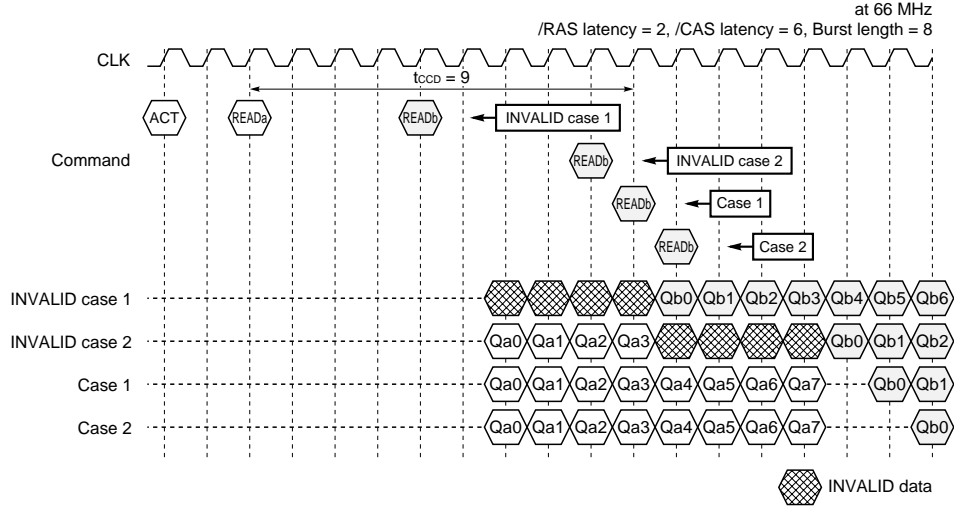 at 66 MHz
/RAS latency = 2, /CAS latency = 6, Burst length = 8
CLK
tCCD = 9
ACT READa READb INVALID case 1
Command READb INVALID case 2
READb Case 1
READb Case 2
INVALID case 1 Qb0 Qb1 Qb2 Qb3 Qb4 Qb5 Qb6
INVALID case 2 Qa0 Qa1 Qa2 Qa3 Qb0 Qb1 Qb2
Case 1 Qa0 Qa1 Qa2 Qa3 Qa4 Qa5 Qa6 Qa7 Qb0 Qb1
Case 2 Qa0 Qa1 Qa2 Qa3 Qa4 Qa5 Qa6 Qa7 Qb0
INVALID data